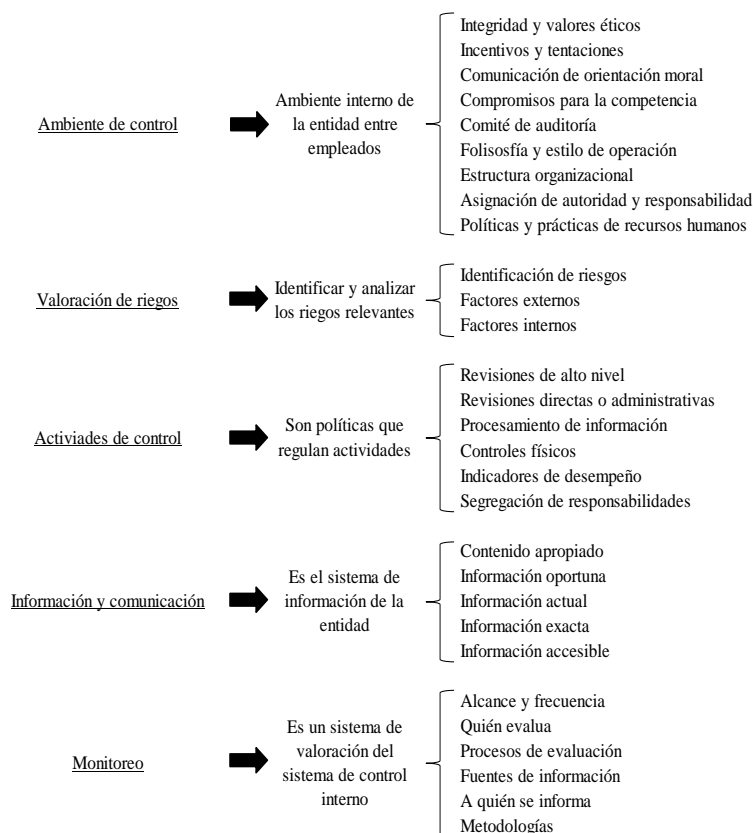 Ambiente de control
Ambiente interno de
la entidad entre
empleados
Integridad y valores éticos
Incentivos y tentaciones
Comunicación de orientación moral
Compromisos para la competencia
Comité de auditoría
Folisosfía y estilo de operación
Estructura organizacional
Asignación de autoridad y responsabilidad
Políticas y prácticas de recursos humanos
Valoración de riegos
Identificar y analizar
los riegos relevantes
Identificación de riesgos
Factores externos
Factores internos
Activiades de control
Son políticas que
regulan actividades
Revisiones de alto nivel
Revisiones directas o administrativas
Procesamiento de información
Controles físicos
Indicadores de desempeño
Segregación de responsabilidades
Información y comunicación
Es el sistema de
información de la
entidad
Contenido apropiado
Información oportuna
Información actual
Información exacta
Información accesible
Monitoreo
Es un sistema de
valoración del
sistema de control
interno
Alcance y frecuencia
Quién evalua
Procesos de evaluación
Fuentes de información
A quién se informa
Metodologías